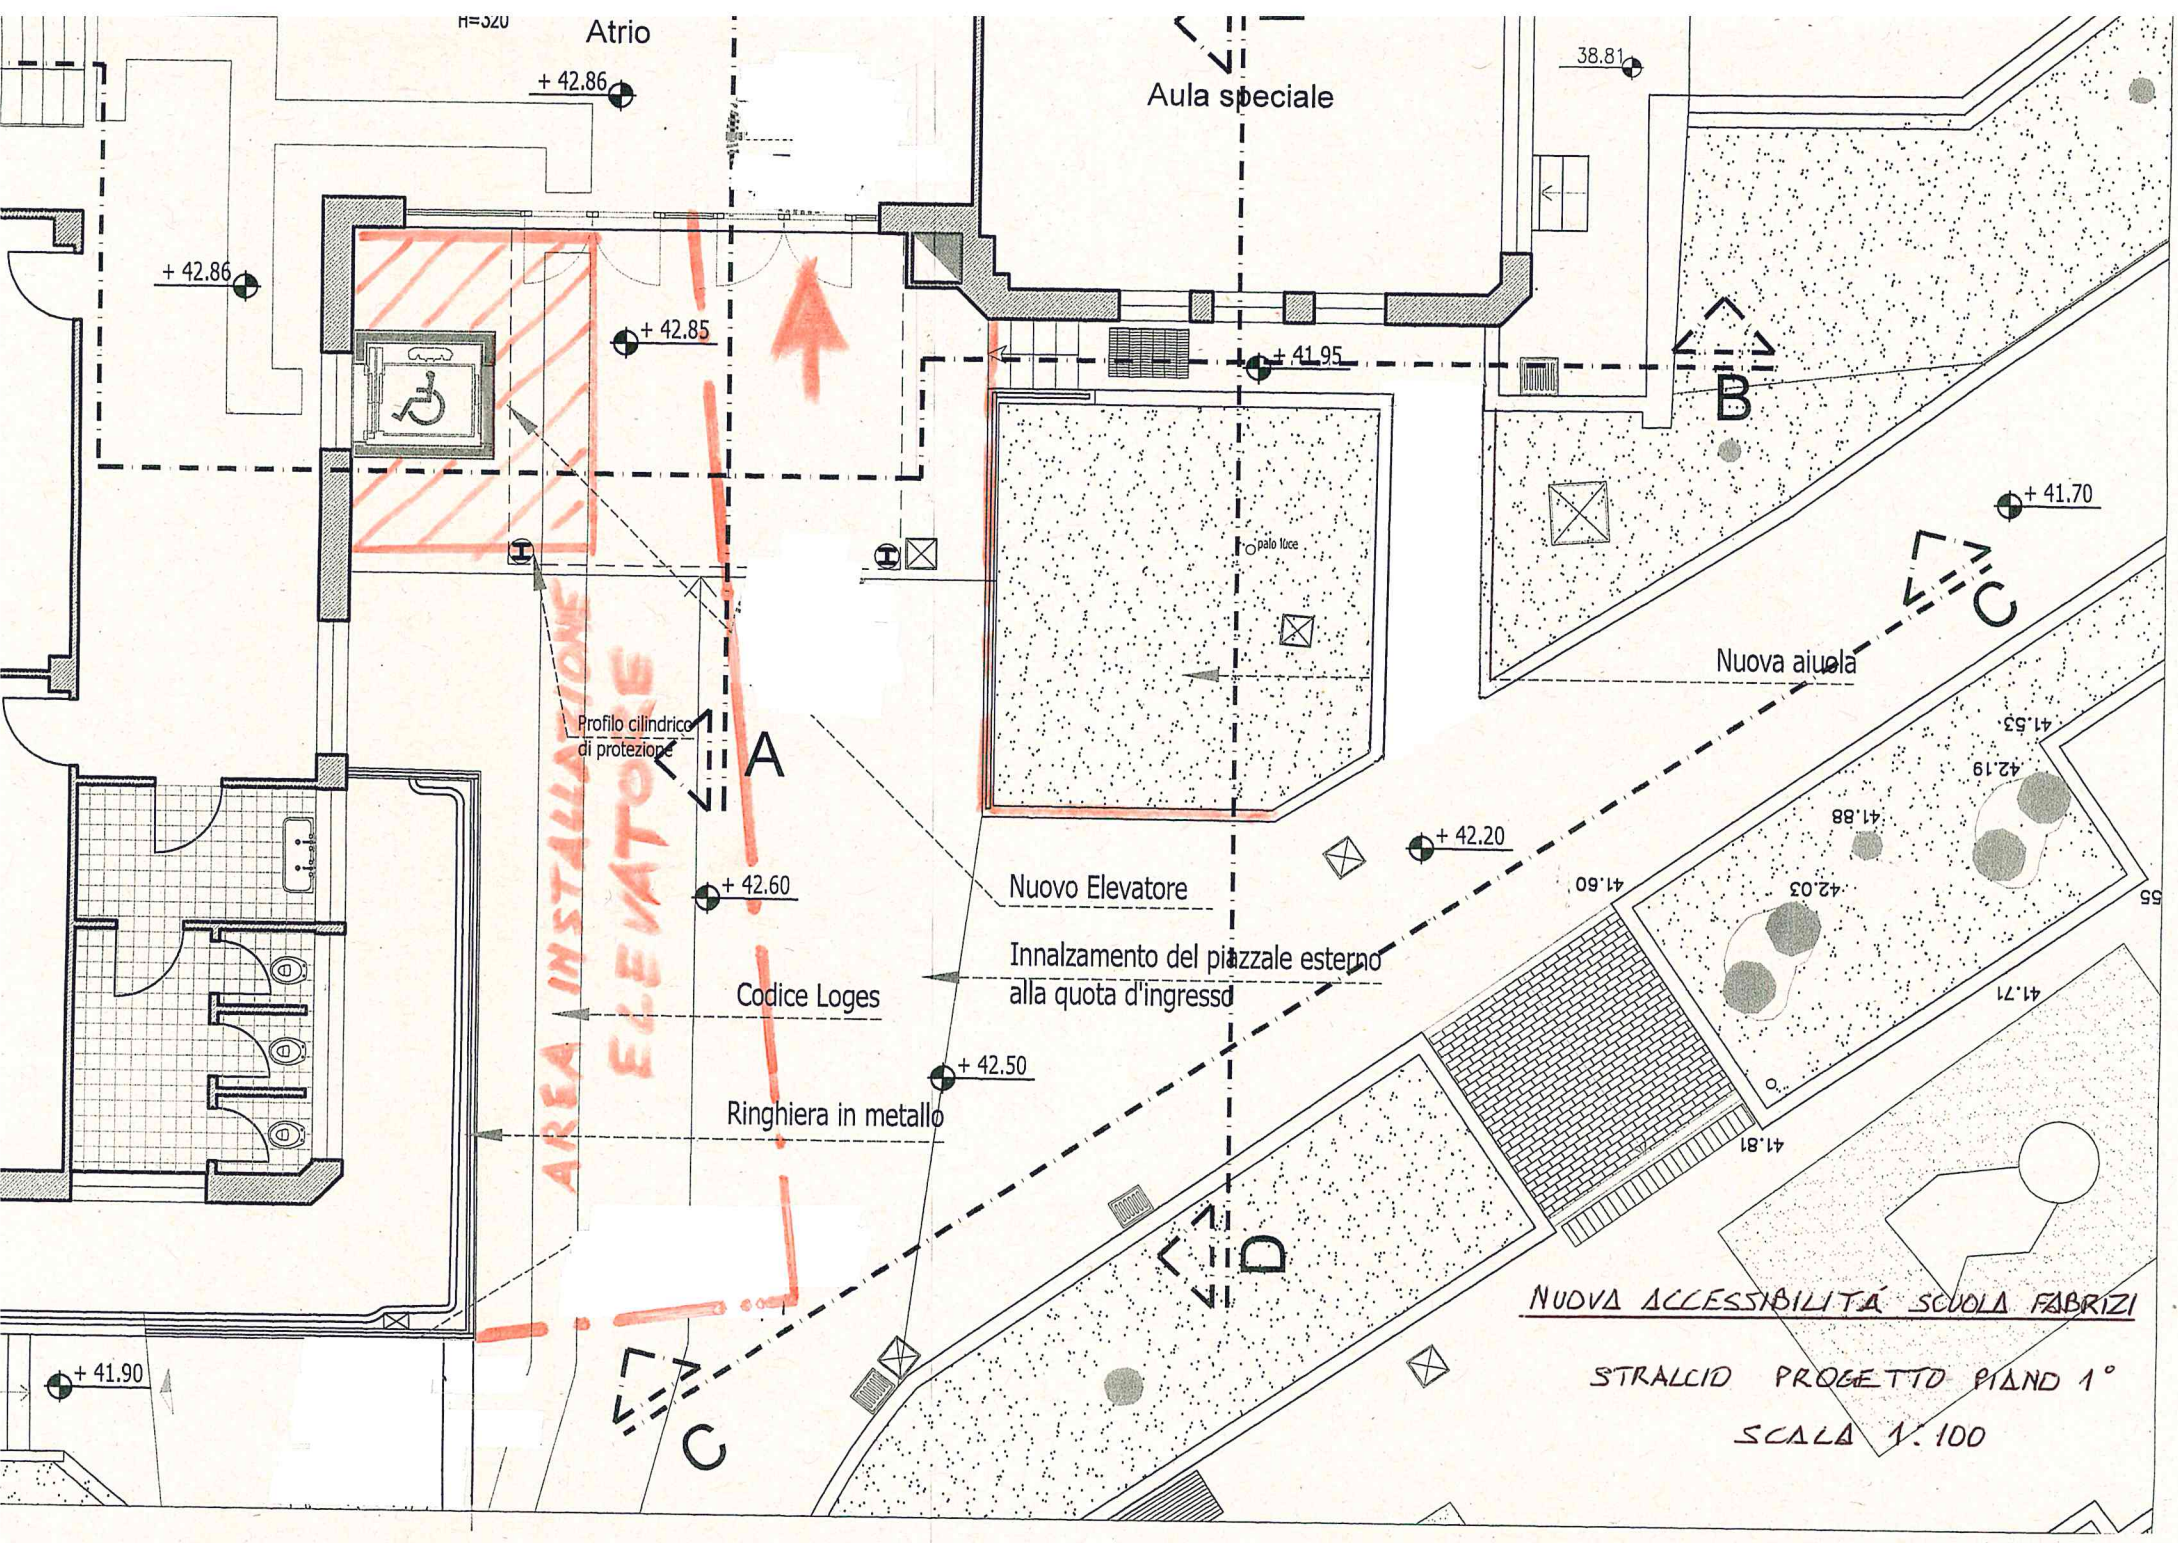 H=320
Atrio
+ 42.86
Aula speciale
38.81
+ 42.86
+ 42.85
+ 41.95
B
+ 41.70
C
palo luce
Nuova aiuola
Profilo cilindrico
di protezione
A
AREA INSTALLAZIONE
ELEVATORE
41.53
42.19
41.88
42.03
41.60
+ 42.20
+ 42.60
Nuovo Elevatore
55
Innalzamento del piazzale esterno
alla quota d'ingresso
Codice Loges
41.71
+ 42.50
Ringhiera in metallo
41.81
D
NUOVA ACCESSIBILITÁ SCUOLA FABRIZI
STRALCIO PROGETTO PIANO 1°
SCALA 1:100
+ 41.90
C